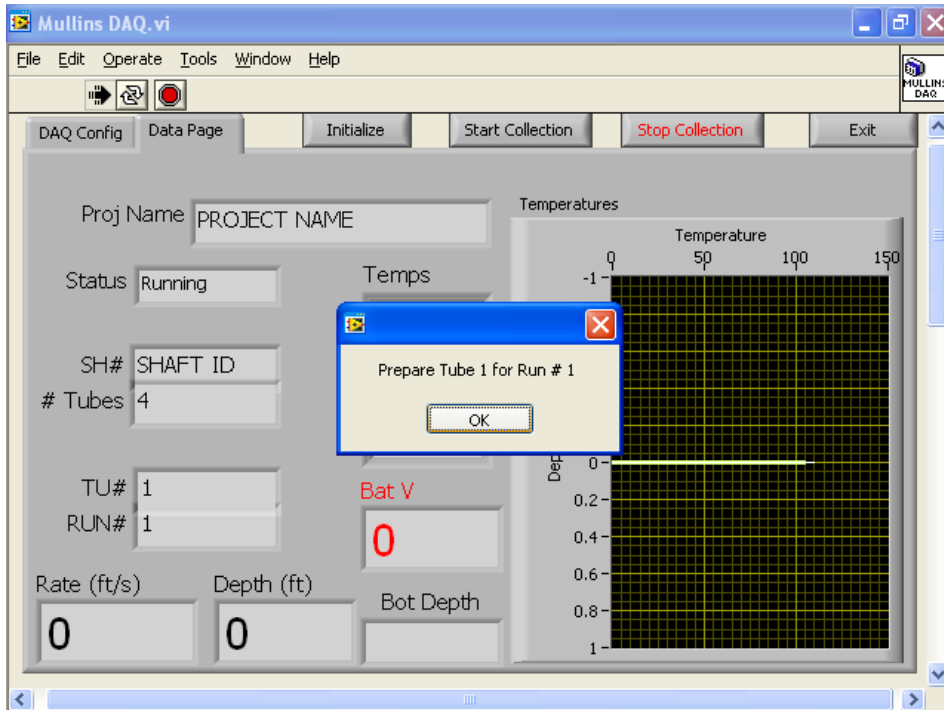 Mullins DAQ.vi
File Edit Operate Tools Window Help
MULLINS
DAQ
DAQ Config Data Page Initialize Start Collection Stop Collection Exit
Proj Name PROJECT NAME
Status Running
SH# SHAFT ID
# Tubes 4
TU# 1
RUN# 1
Rate (ft/s) Depth (ft)
0 0
Temps
Bat V
0
Bot Depth
Prepare Tube 1 for Run # 1
OK
Temperatures
Temperature
0 50 100 150
-1
0
0.2
0.4
0.6
0.8
1